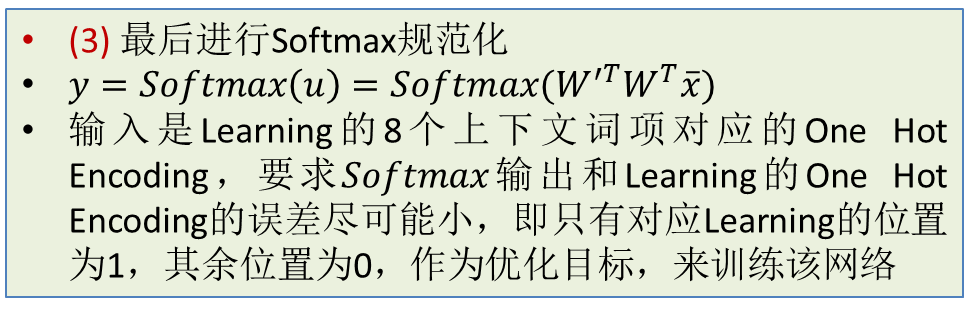 • (3) 最后进行Softmax规范化
• y = Softmax(u) = Softmax(W′ᵀWᵀx̄)
• 输入是Learning的8个上下文词项对应的One Hot
Encoding，要求Softmax输出和Learning的One Hot
Encoding的误差尽可能小，即只有对应Learning的位置
为1，其余位置为0，作为优化目标，来训练该网络